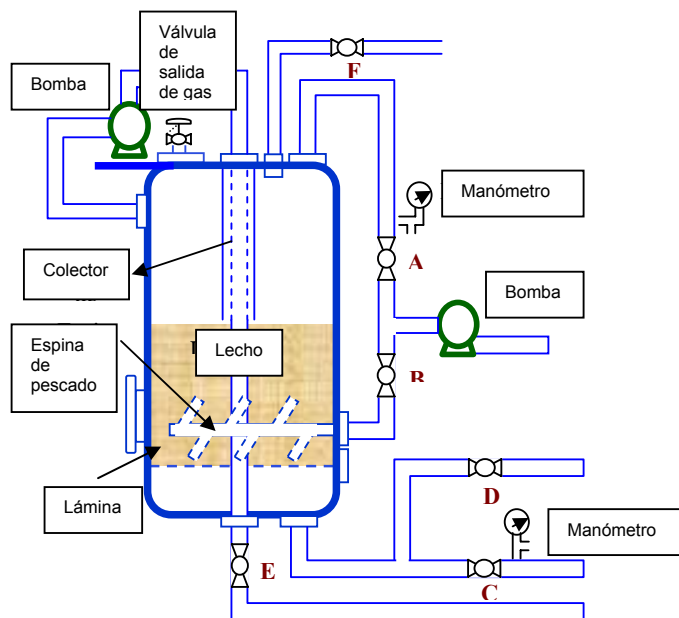 Válvula
de
salida
de gas
Bomba
F
Manómetro
A
Colector
Bomba
Espina
de
pescado
Lecho
B
Lámina
D
Manómetro
E
C